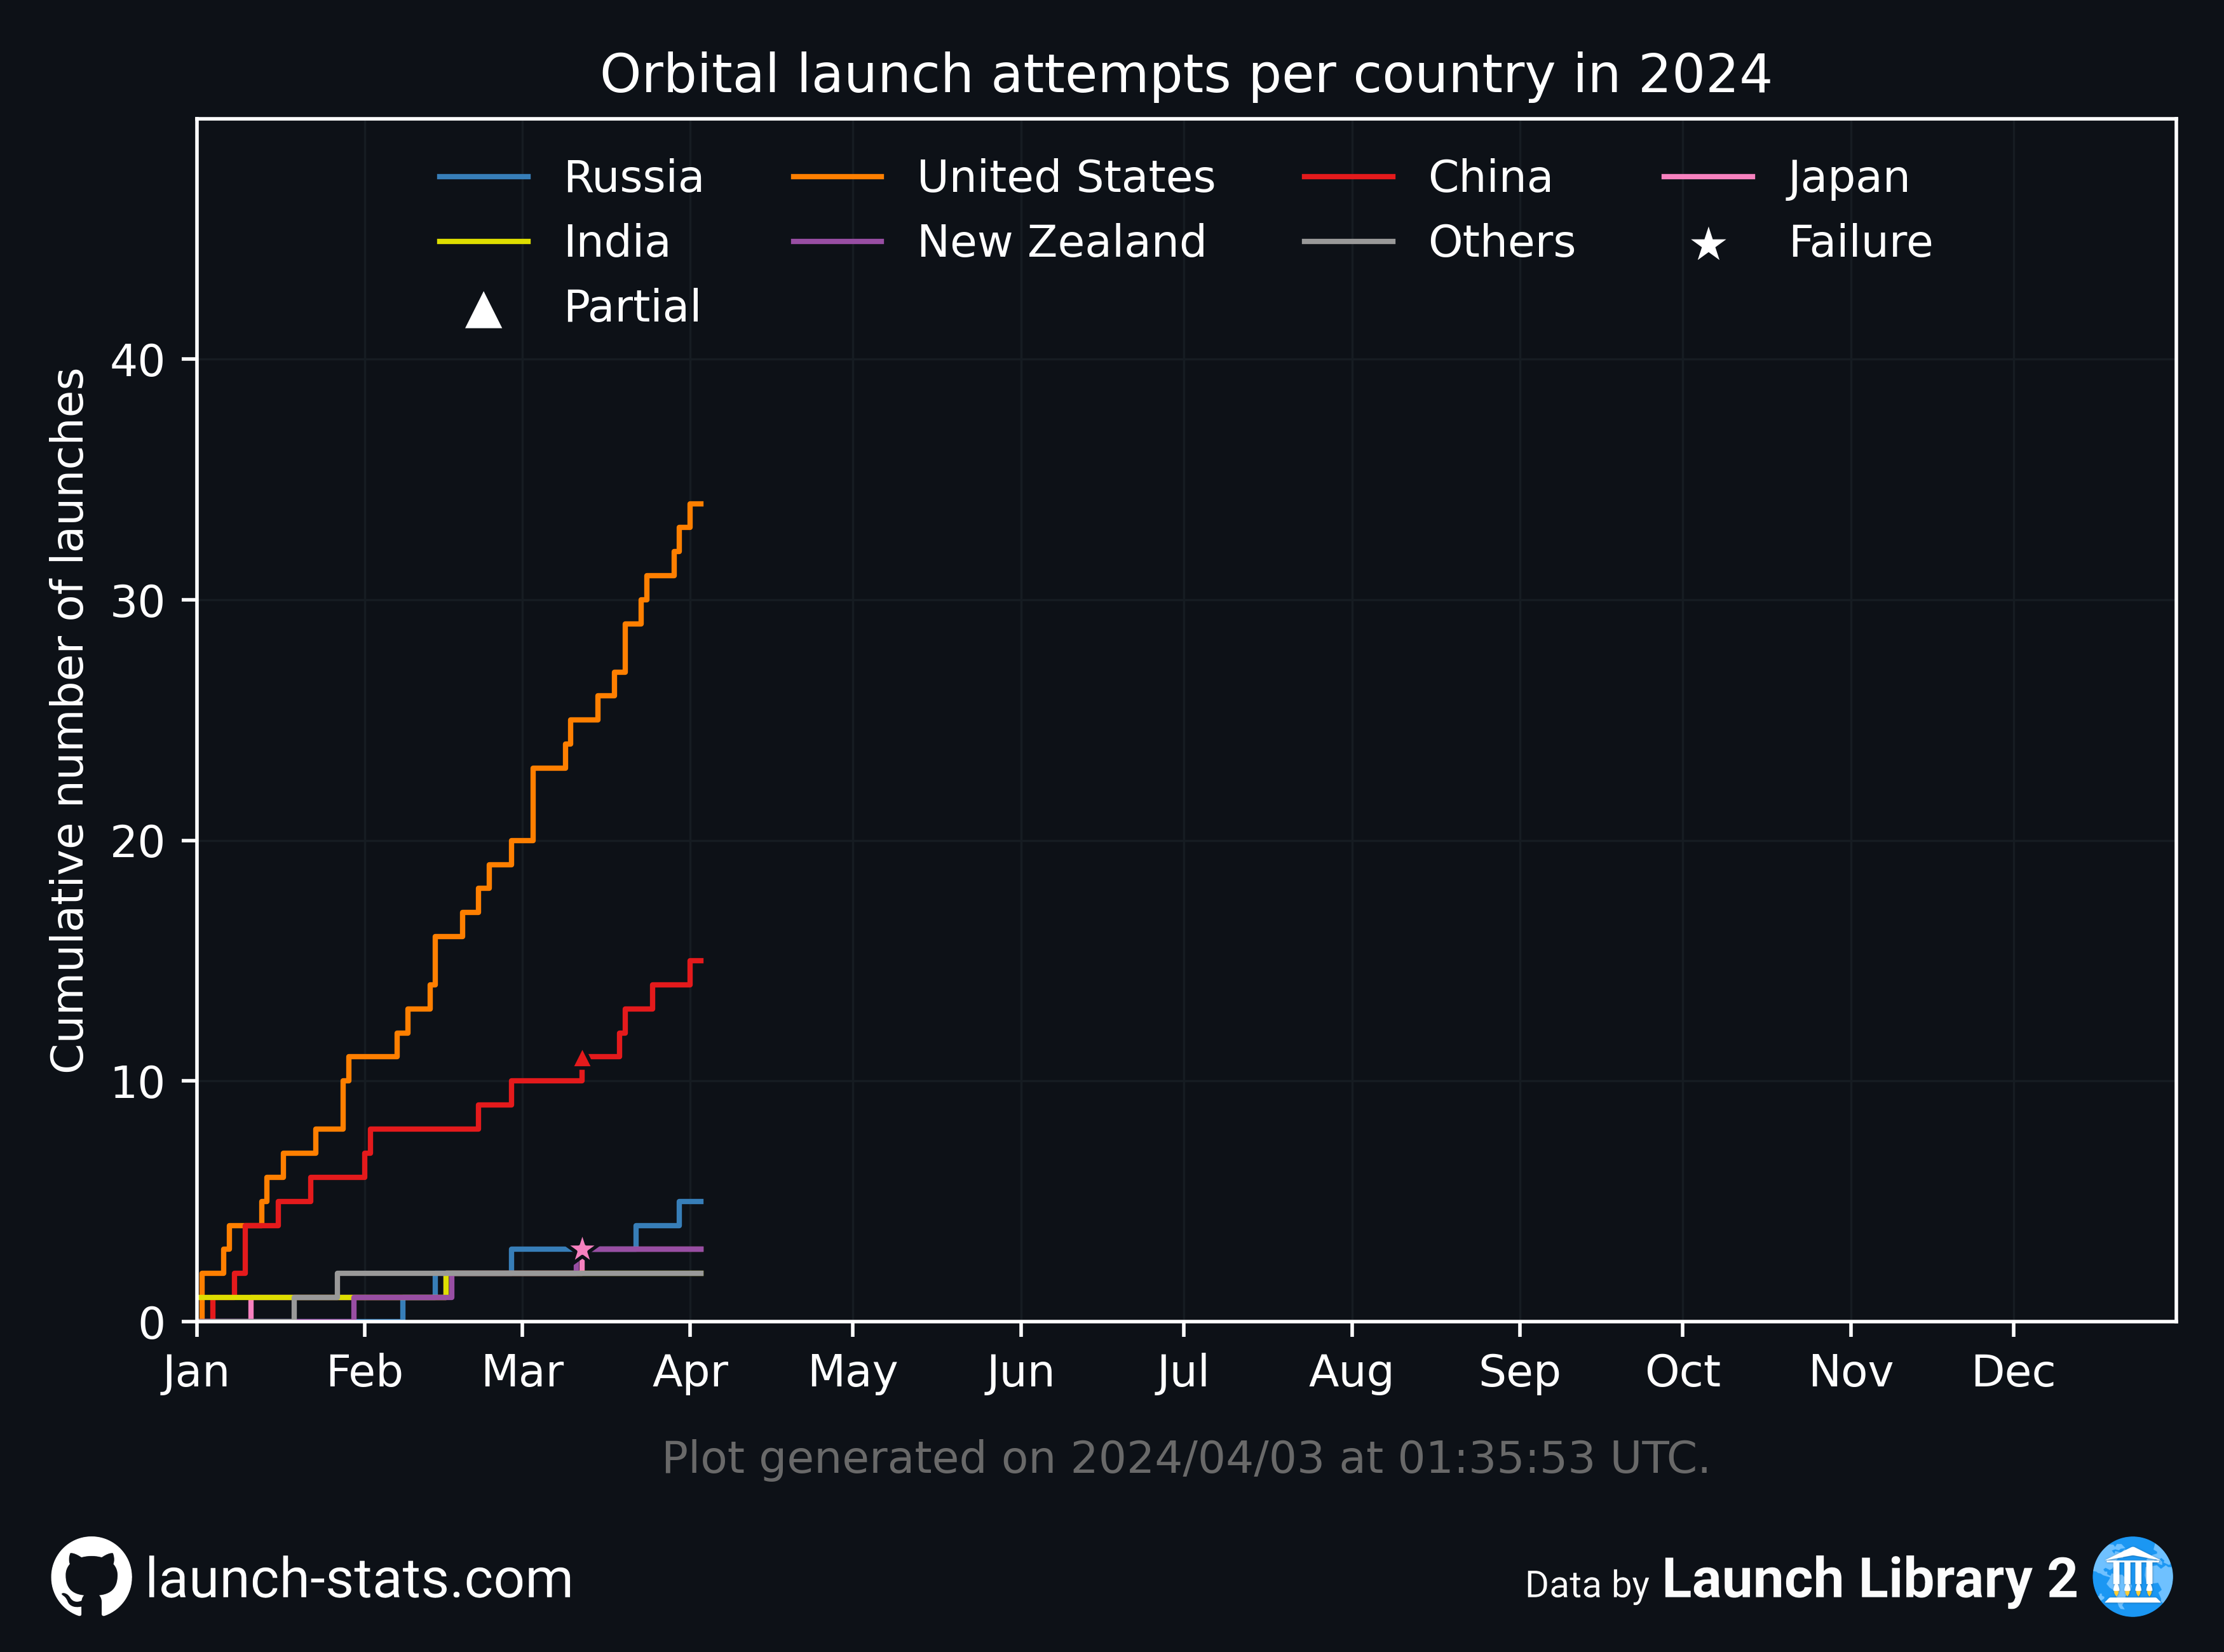 Orbital launch attempts per country in 2024
Russia United States China Japan
India New Zealand Others Failure
Partial
Cumulative number of launches
40
30
20
10
0
Jan Feb Mar Apr May Jun Jul Aug Sep Oct Nov Dec
Plot generated on 2024/04/03 at 01:35:53 UTC.
launch-stats.com
Data by Launch Library 2